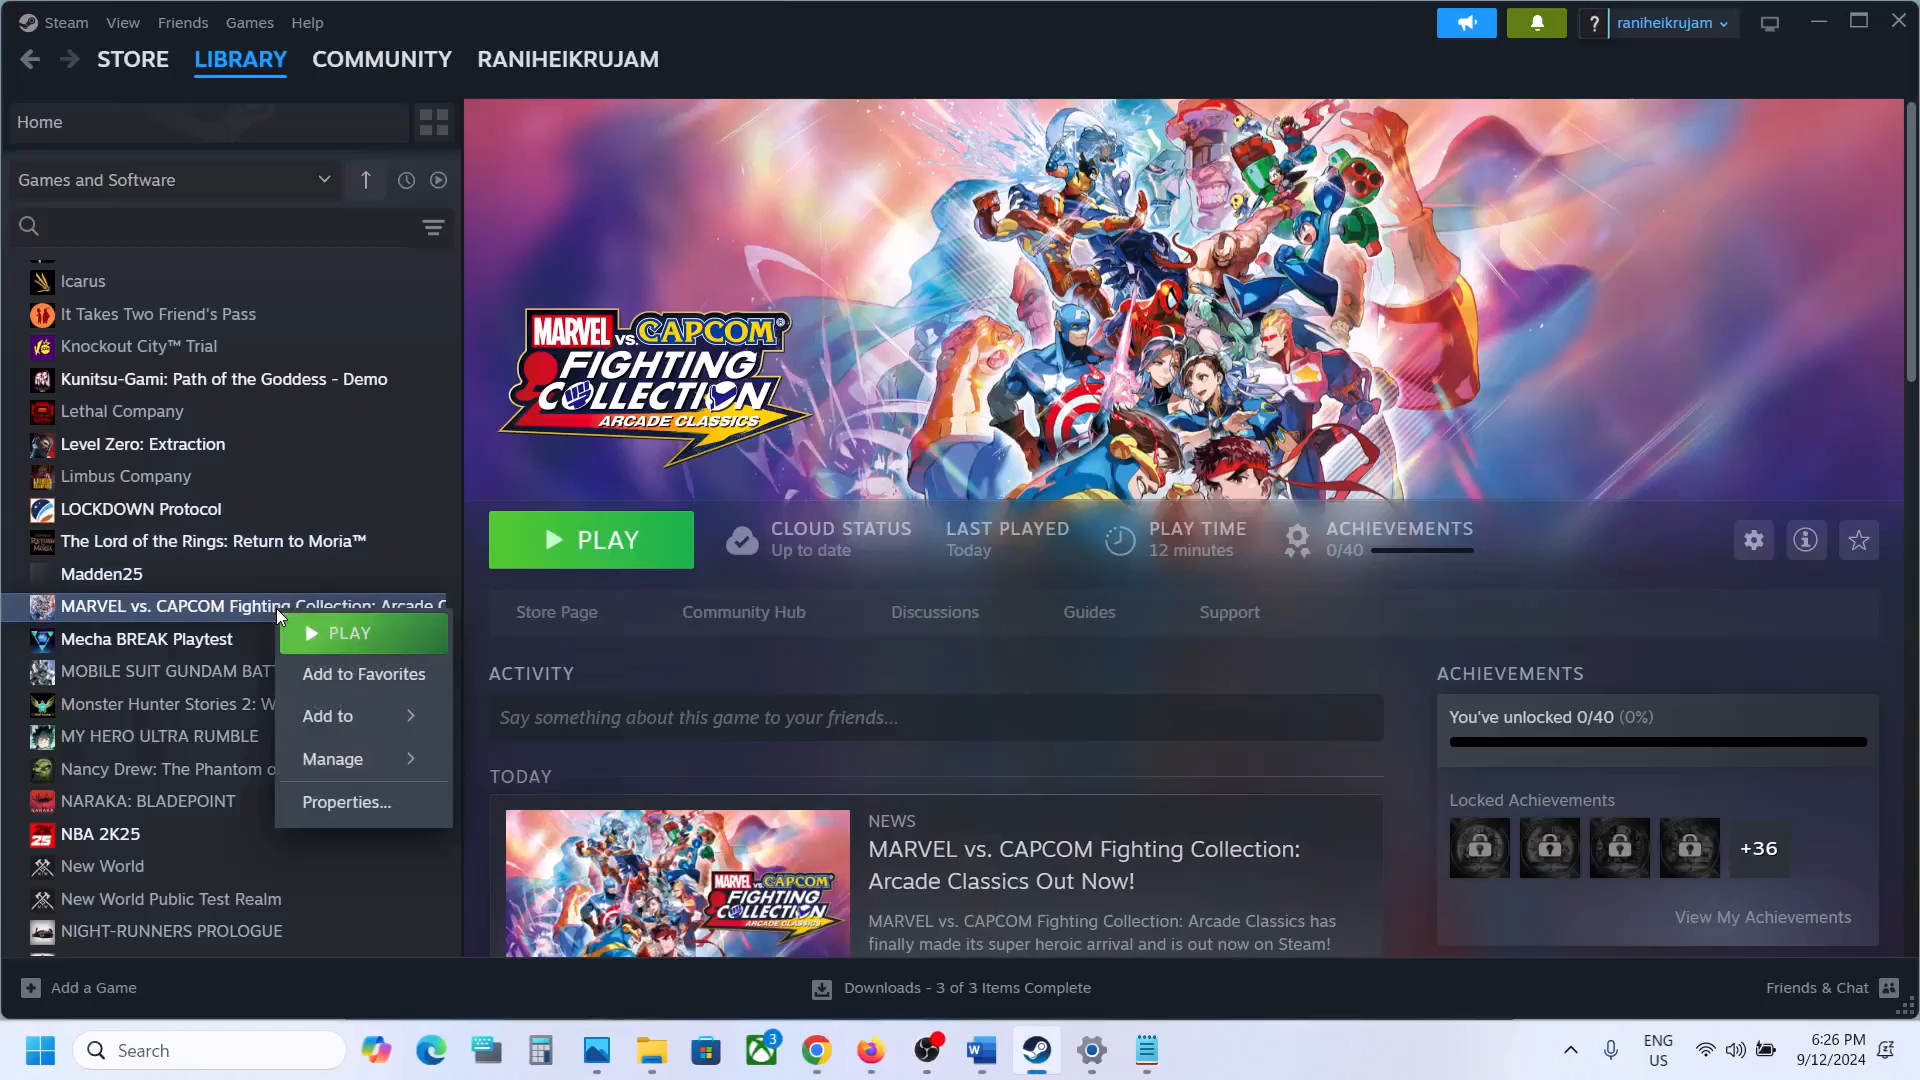 Steam View Friends Games Help
? raniheikrujam
STORE LIBRARY COMMUNITY RANIHEIKRUJAM
Home
Games and Software
Icarus
It Takes Two Friend's Pass
Knockout City™ Trial
Kunitsu-Gami: Path of the Goddess - Demo
Lethal Company
Level Zero: Extraction
Limbus Company
LOCKDOWN Protocol
The Lord of the Rings: Return to Moria™
Madden25
MARVEL vs. CAPCOM Fighting Collection: Arcade C
Mecha BREAK Playtest
MOBILE SUIT GUNDAM BAT
Monster Hunter Stories 2: W
MY HERO ULTRA RUMBLE
Nancy Drew: The Phantom o
NARAKA: BLADEPOINT
NBA 2K25
New World
New World Public Test Realm
NIGHT-RUNNERS PROLOGUE
PLAY
Add to Favorites
Add to
Manage
Properties...
MARVEL VS. CAPCOM®
FIGHTING
COLLECTION
ARCADE CLASSICS
PLAY
CLOUD STATUS
Up to date
LAST PLAYED
Today
PLAY TIME
12 minutes
ACHIEVEMENTS
0/40
Store Page Community Hub Discussions Guides Support
ACTIVITY
Say something about this game to your friends...
TODAY
MARVEL VS. CAPCOM
FIGHTING
COLLECTION
ARCADE CLASSICS
NEWS
MARVEL vs. CAPCOM Fighting Collection:
Arcade Classics Out Now!
MARVEL vs. CAPCOM Fighting Collection: Arcade Classics has
finally made its super heroic arrival and is out now on Steam!
ACHIEVEMENTS
You've unlocked 0/40 (0%)
Locked Achievements
+36
View My Achievements
Add a Game
Downloads - 3 of 3 Items Complete
Friends & Chat
Search
3
ENG
US
6:26 PM
9/12/2024